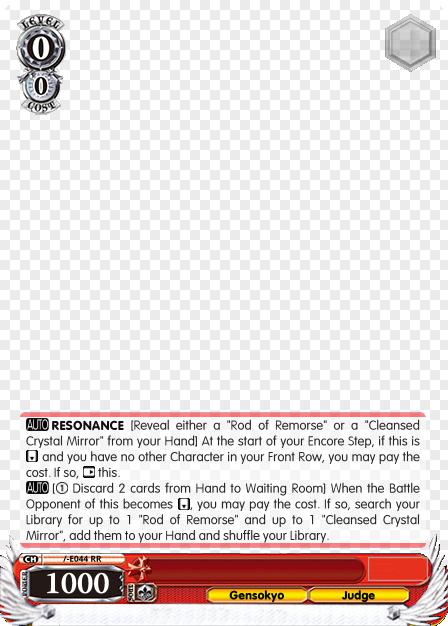 LEVEL
0
0
COST
AUTO RESONANCE [Reveal either a "Rod of Remorse" or a "Cleansed
Crystal Mirror" from your Hand] At the start of your Encore Step, if this is
and you have no other Character in your Front Row, you may pay the
cost. If so, this.
AUTO [① Discard 2 cards from Hand to Waiting Room] When the Battle
Opponent of this becomes , you may pay the cost. If so, search your
Library for up to 1 "Rod of Remorse" and up to 1 "Cleansed Crystal
Mirror", add them to your Hand and shuffle your Library.
CH /-E044 RR
POWER 1000 SOUL
Gensokyo Judge